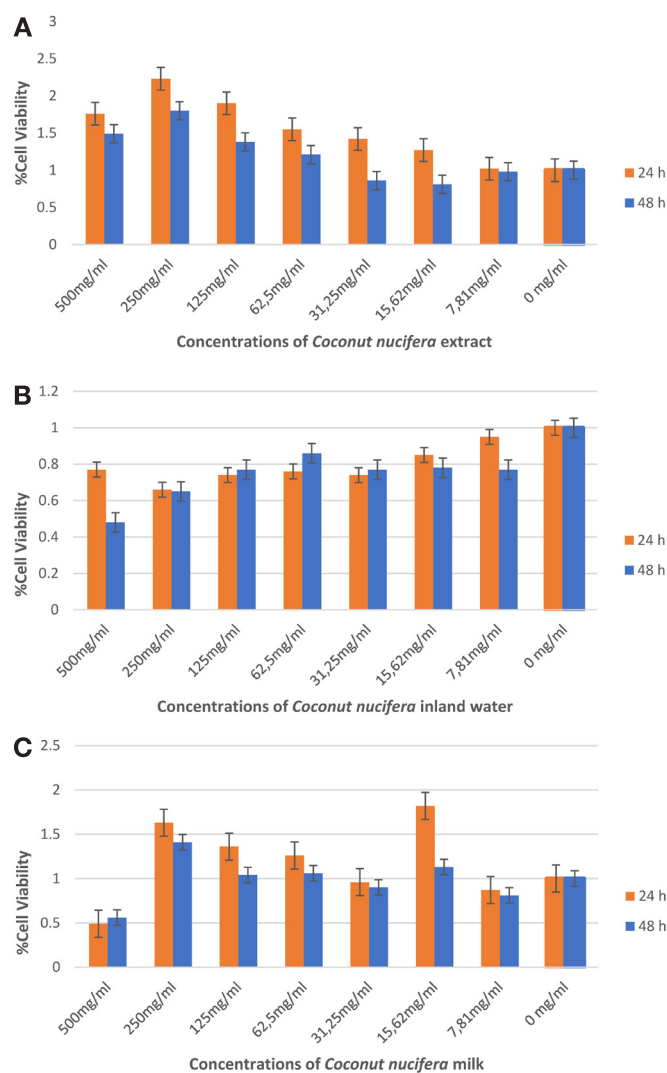 A
3
2.5
2
1.5
1
0.5
0
%Cell Viability
500mg/ml
250mg/ml
125mg/ml
62,5mg/ml
31,25mg/ml
15,62mg/ml
7,81mg/ml
0 mg/ml
24 h
48 h
Concentrations of Coconut nucifera extract
B
1.2
1
0.8
0.6
0.4
0.2
0
%Cell Viability
500mg/ml
250mg/ml
125mg/ml
62,5mg/ml
31,25mg/ml
15,62mg/ml
7,81mg/ml
0 mg/ml
24 h
48 h
Concentrations of Coconut nucifera inland water
C
2.5
2
1.5
1
0.5
0
%Cell Viability
500mg/ml
250mg/ml
125mg/ml
62,5mg/ml
31,25mg/ml
15,62mg/ml
7,81mg/ml
0 mg/ml
24 h
48 h
Concentrations of Coconut nucifera milk